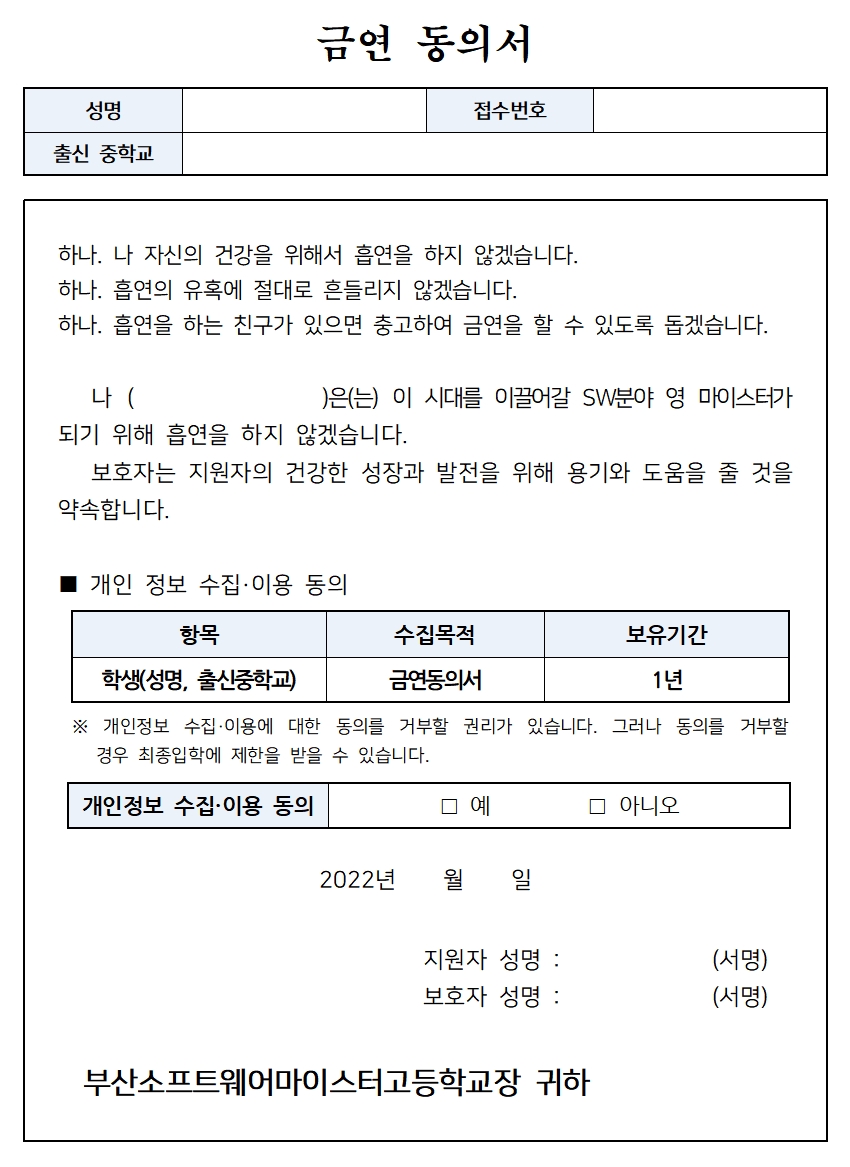 금연 동의서
성명 접수번호
출신 중학교
하나. 나 자신의 건강을 위해서 흡연을 하지 않겠습니다.
하나. 흡연의 유혹에 절대로 흔들리지 않겠습니다.
하나. 흡연을 하는 친구가 있으면 충고하여 금연을 할 수 있도록 돕겠습니다.
나 ( )은(는) 이 시대를 이끌어갈 SW분야 영 마이스터가
되기 위해 흡연을 하지 않겠습니다.
보호자는 지원자의 건강한 성장과 발전을 위해 용기와 도움을 줄 것을
약속합니다.
■ 개인 정보 수집·이용 동의
항목 수집목적 보유기간
학생(성명, 출신중학교) 금연동의서 1년
※ 개인정보 수집·이용에 대한 동의를 거부할 권리가 있습니다. 그러나 동의를 거부할
경우 최종입학에 제한을 받을 수 있습니다.
개인정보 수집·이용 동의 □ 예 □ 아니오
2022년 월 일
지원자 성명 : (서명)
보호자 성명 : (서명)
부산소프트웨어마이스터고등학교장 귀하